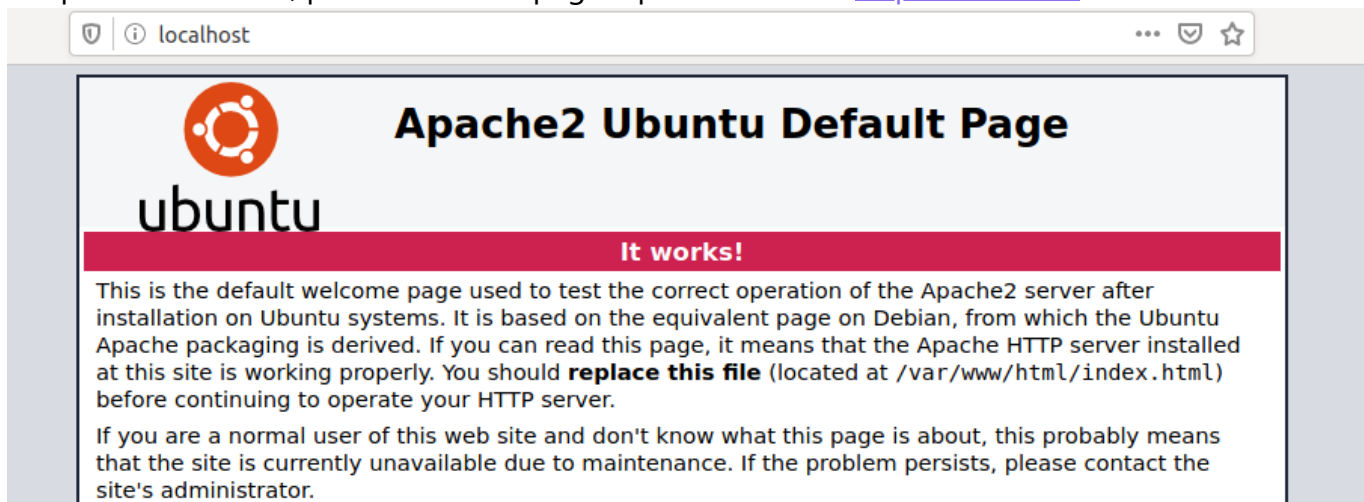 localhost
Apache2 Ubuntu Default Page
ubuntu
It works!
This is the default welcome page used to test the correct operation of the Apache2 server after
installation on Ubuntu systems. It is based on the equivalent page on Debian, from which the Ubuntu
Apache packaging is derived. If you can read this page, it means that the Apache HTTP server installed
at this site is working properly. You should replace this file (located at /var/www/html/index.html)
before continuing to operate your HTTP server.
If you are a normal user of this web site and don't know what this page is about, this probably means
that the site is currently unavailable due to maintenance. If the problem persists, please contact the
site's administrator.